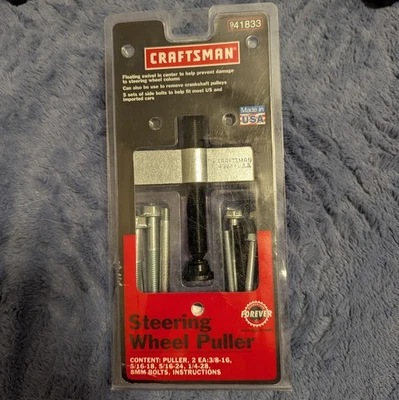 941833
CRAFTSMAN
Floating swivel in center to help prevent damage
to steering wheel column
Can also be use to remove crankshaft pulleys
5 sets of side bolts to help fit most US and
imported cars
Made in
USA
CRAFTSMAN
FOREVER
Steering
Wheel Puller
CONTENT: PULLER, 2 EA:3/8-16,
5/16-18, 5/16-24, 1/4-28,
8MM-BOLTS, INSTRUCTIONS